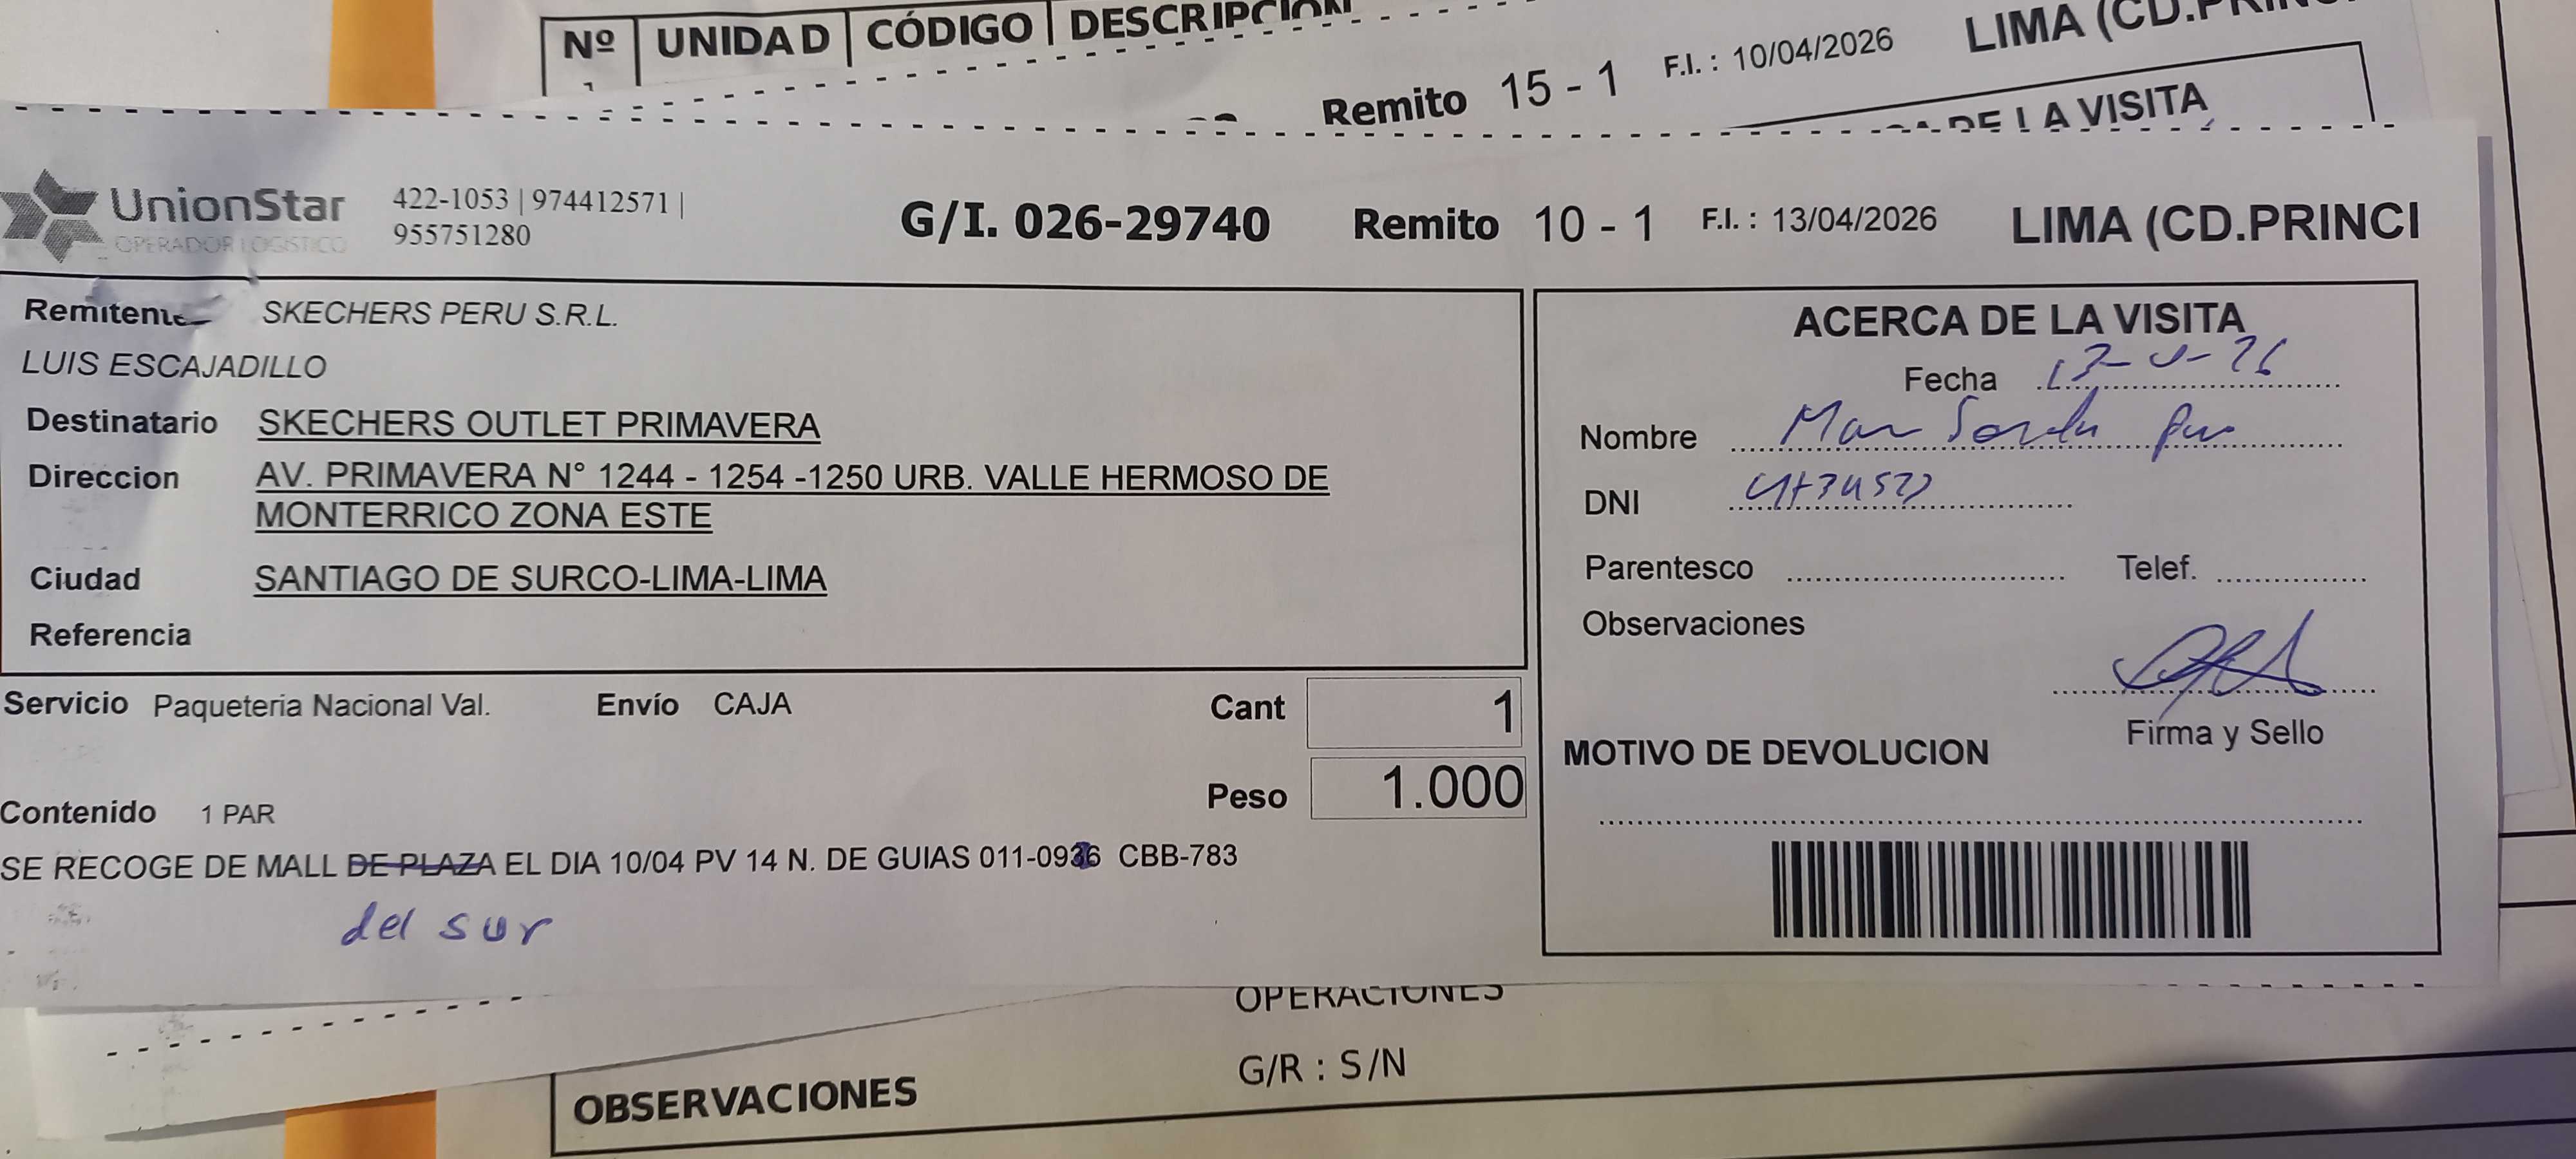 Nº UNIDAD CÓDIGO DESCRIPCIÓN
Remito 15 - 1 F.I. : 10/04/2026 LIMA (CD.PRINC
DE LA VISITA
UnionStar
OPERADOR LOGISTICO
422-1053 | 974412571 |
955751280
G/I. 026-29740 Remito 10 - 1 F.I. : 13/04/2026 LIMA (CD.PRINCI
Remitente SKECHERS PERU S.R.L.
LUIS ESCAJADILLO
Destinatario SKECHERS OUTLET PRIMAVERA
Direccion AV. PRIMAVERA N° 1244 - 1254 -1250 URB. VALLE HERMOSO DE
MONTERRICO ZONA ESTE
Ciudad SANTIAGO DE SURCO-LIMA-LIMA
Referencia
Servicio Paqueteria Nacional Val. Envío CAJA Cant 1
Peso 1.000
Contenido 1 PAR
SE RECOGE DE MALL DE PLAZA EL DIA 10/04 PV 14 N. DE GUIAS CBB-783
del sur
ACERCA DE LA VISITA
Fecha
Nombre
DNI
Parentesco Telef.
Observaciones
Firma y Sello
MOTIVO DE DEVOLUCION
OPERACIONES
G/R : S/N
OBSERVACIONES